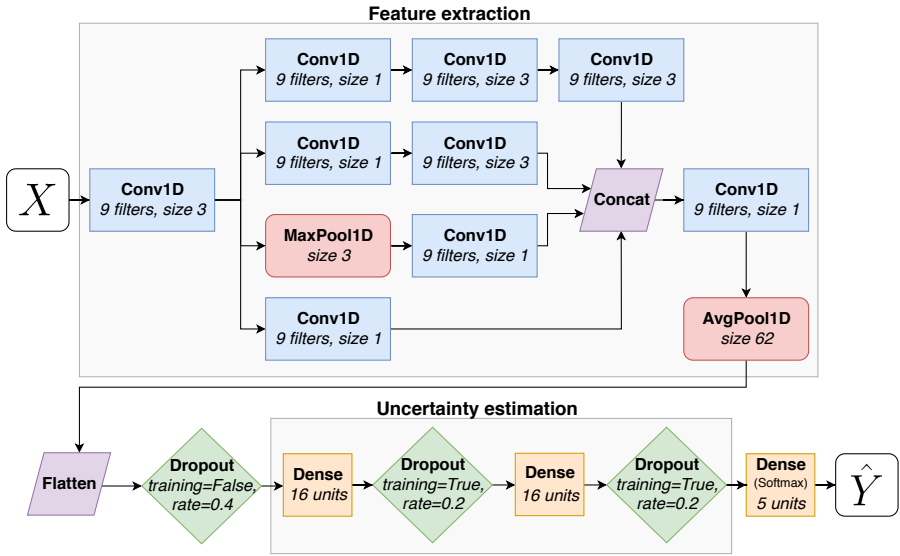 Feature extraction
Conv1D
9 filters, size 1
Conv1D
9 filters, size 3
Conv1D
9 filters, size 3
Conv1D
9 filters, size 1
Conv1D
9 filters, size 3
X
Conv1D
9 filters, size 3
Concat
Conv1D
9 filters, size 1
MaxPool1D
size 3
Conv1D
9 filters, size 1
Conv1D
9 filters, size 1
AvgPool1D
size 62
Uncertainty estimation
Flatten
Dropout
training=False,
rate=0.4
Dense
16 units
Dropout
training=True,
rate=0.2
Dense
16 units
Dropout
training=True,
rate=0.2
Dense
(Softmax)
5 units
Ŷ